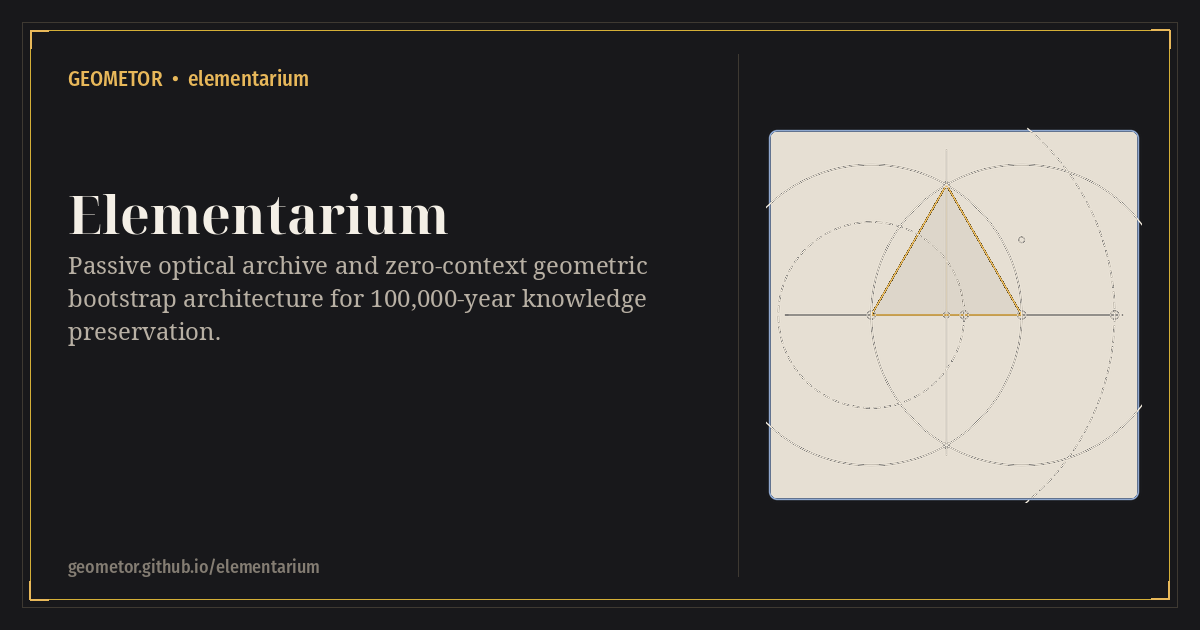 GEOMETOR • elementarium
Elementarium
Passive optical archive and zero-context geometric
bootstrap architecture for 100,000-year knowledge
preservation.
geometor.github.io/elementarium